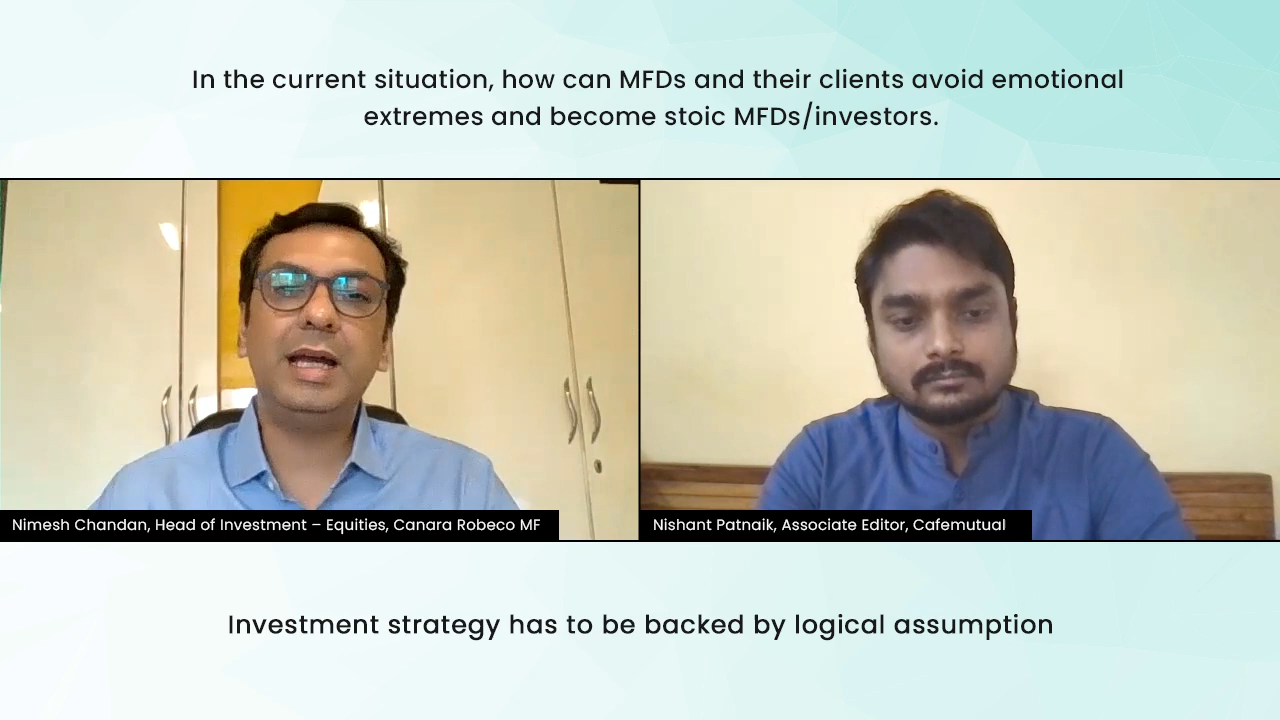 In the current situation, how can MFDs and their clients avoid emotional
extremes and become stoic MFDs/investors.
Nimesh Chandan, Head of Investment – Equities, Canara Robeco MF
Nishant Patnaik, Associate Editor, Cafemutual
Investment strategy has to be backed by logical assumption